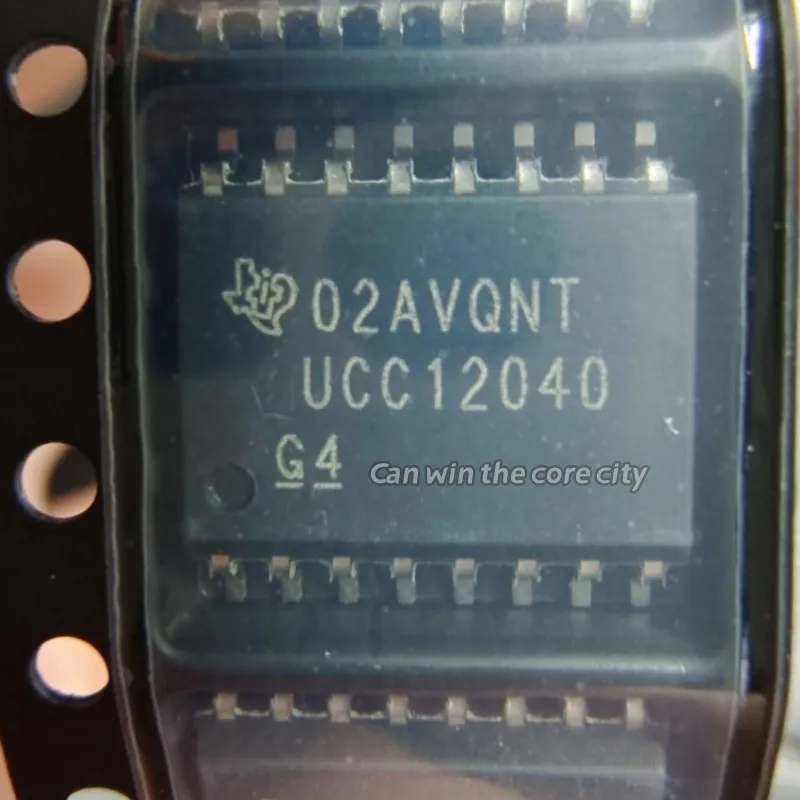 02AVQNT
UCC12040
G4
Can win the core city